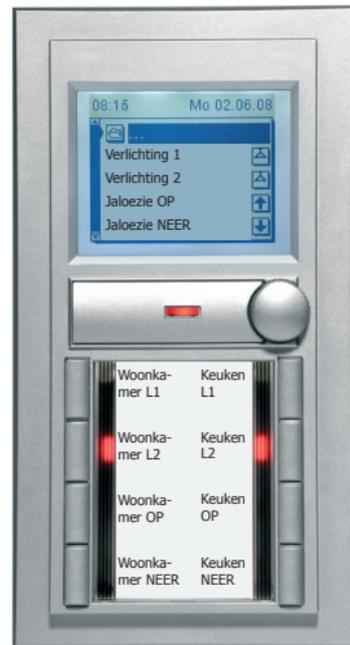 08:15 Mo 02.06.08
...
Verlichting 1
Verlichting 2
Jaloezie OP
Jaloezie NEER
Woonka-
mer L1
Keuken
L1
Woonka-
mer L2
Keuken
L2
Woonka-
mer OP
Keuken
OP
Woonka-
mer NEER
Keuken
NEER